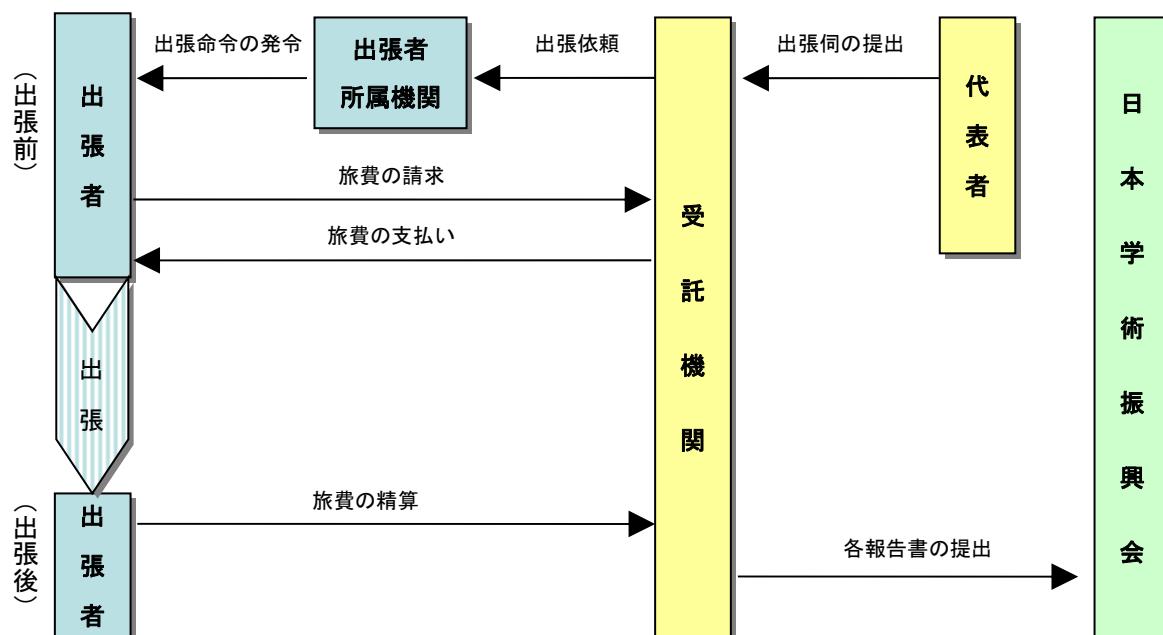 （出張前）
出張者
出張命令の発令
出張者
所属機関
出張依頼
受託機関
出張伺の提出
代表者
日本学術振興会
旅費の請求
旅費の支払い
出張
（出張後）
出張者
旅費の精算
各報告書の提出